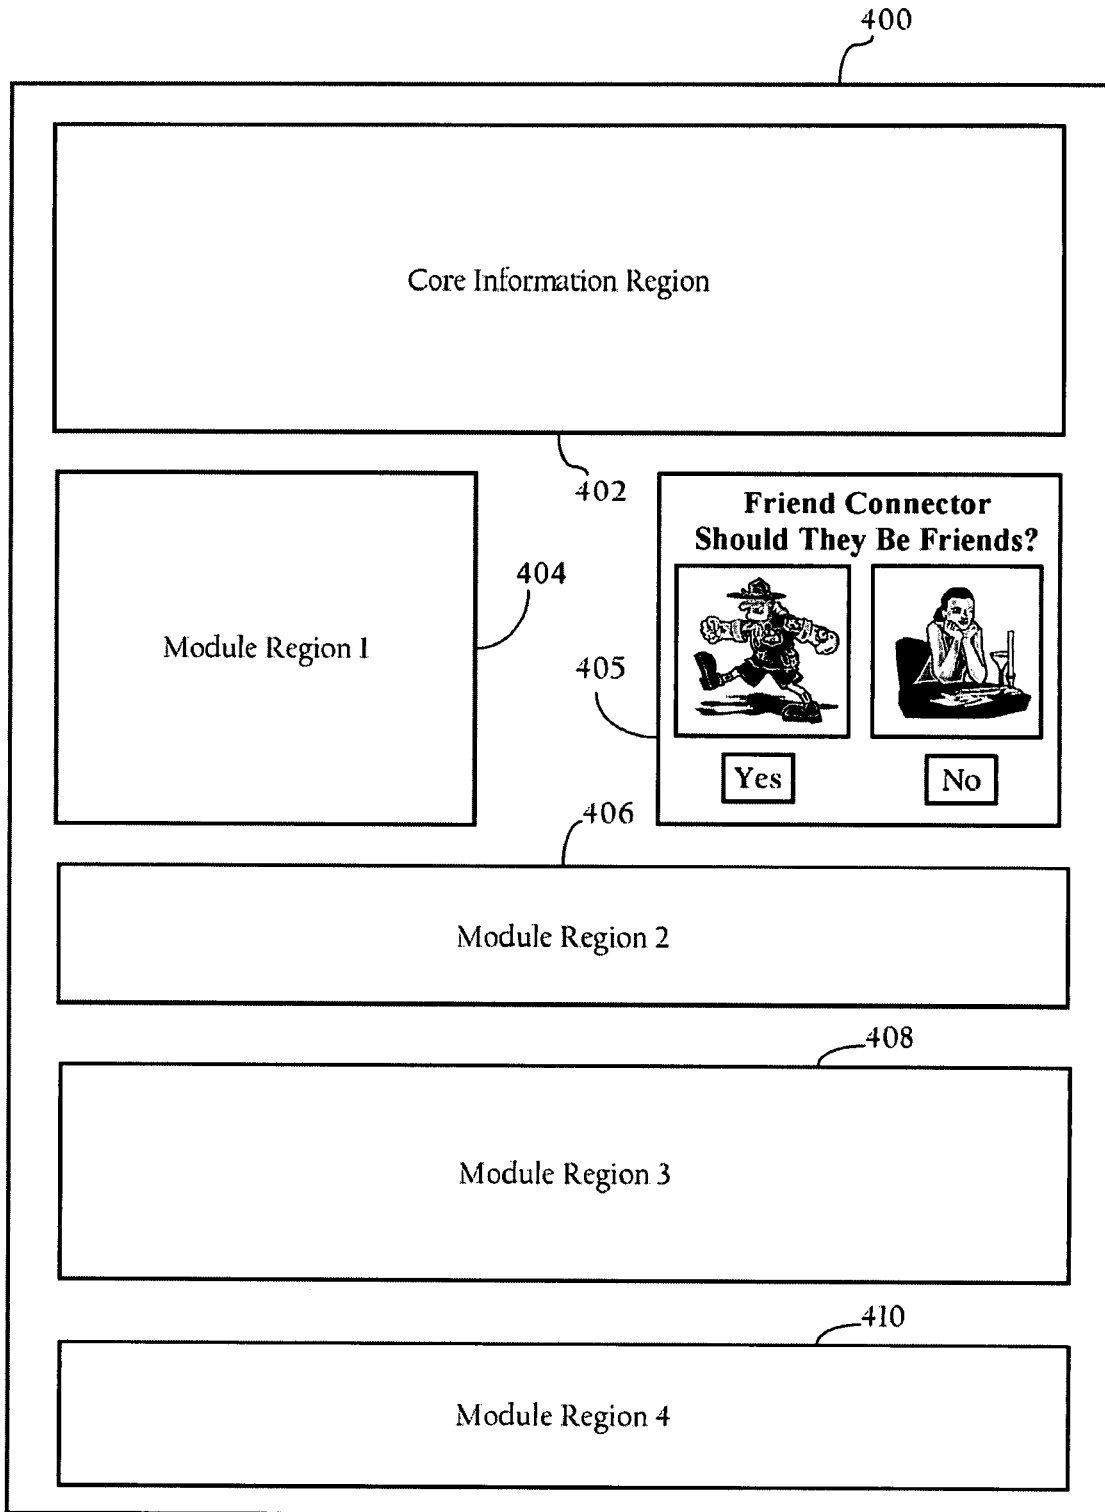 400
Core Information Region
402
Friend Connector
Should They Be Friends?
404
Module Region 1
405
Yes
No
406
Module Region 2
408
Module Region 3
410
Module Region 4